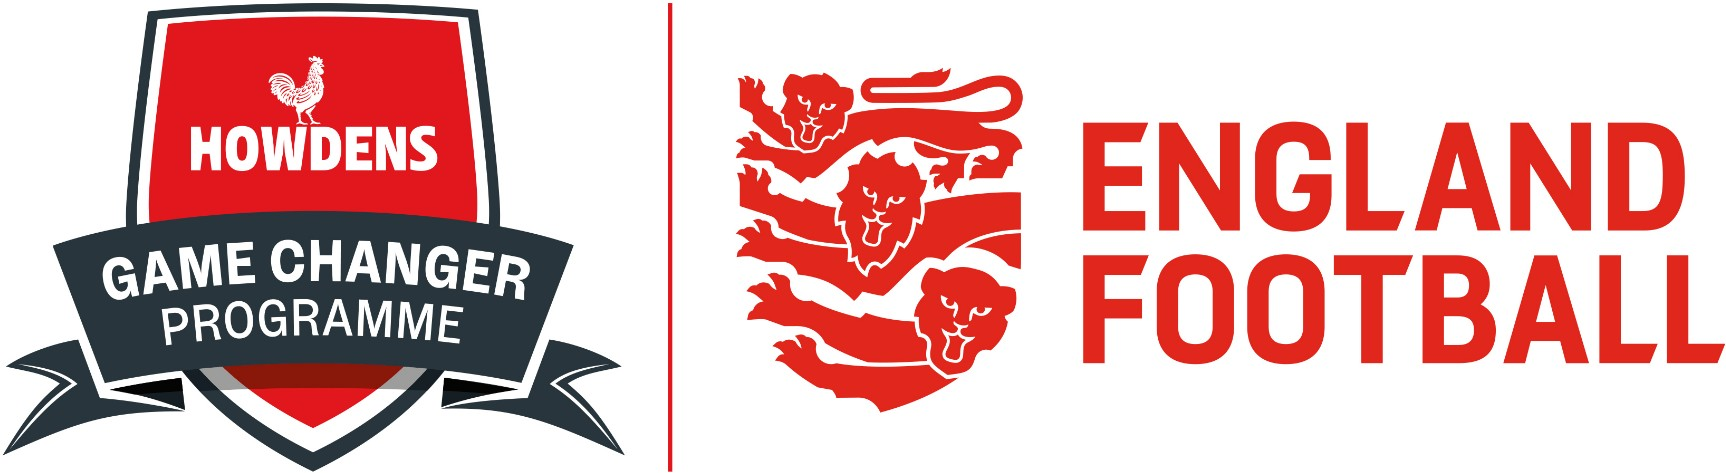 HOWDENS
GAME CHANGER
PROGRAMME
ENGLAND
FOOTBALL